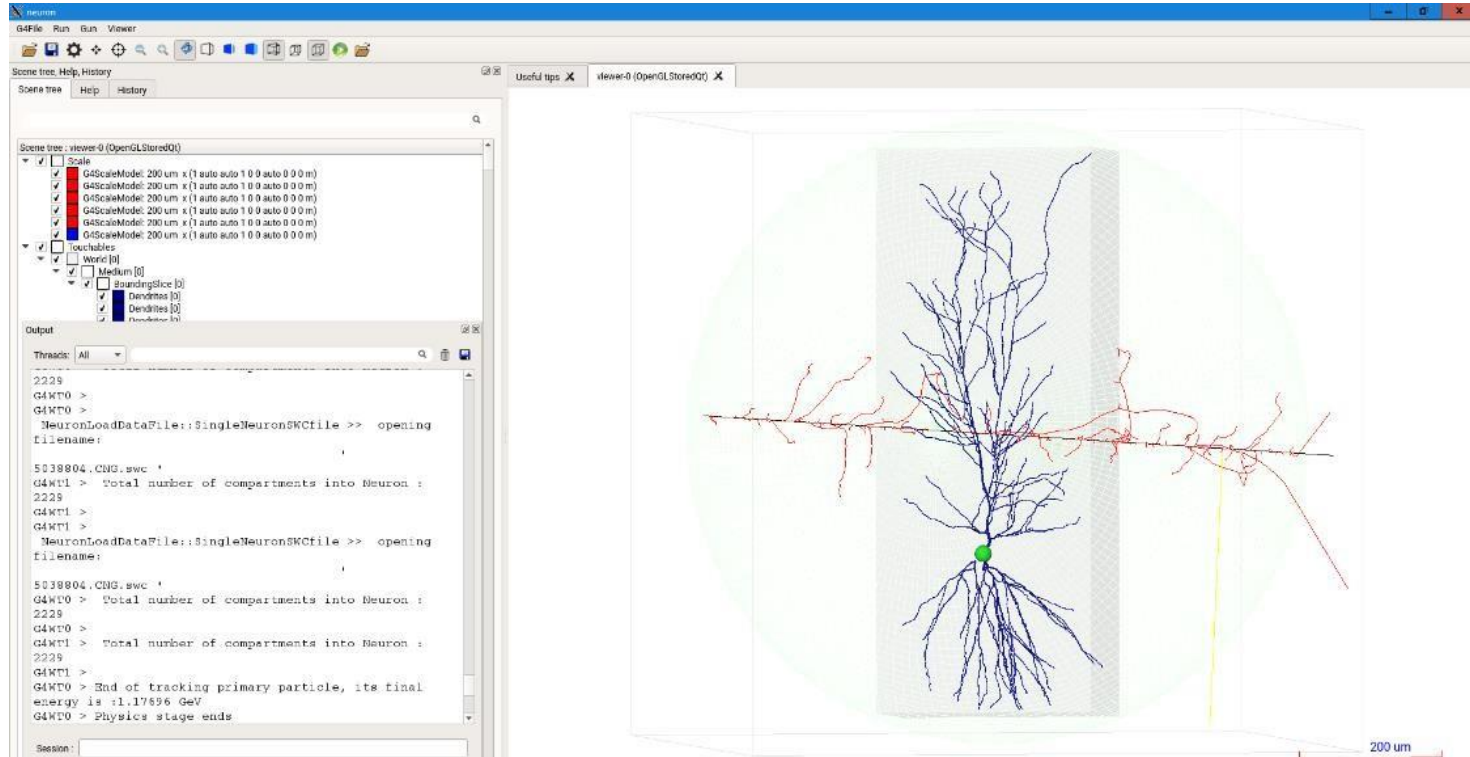 neuron
G4File Run Gun Viewer
Scene tree, Help, History
Scene tree Help History
Scene tree : viewer-0 (OpenGLStoredQt)
Scale
G4ScaleModel: 200 um x (1 auto auto 1 0 0 auto 0 0 0 m)
G4ScaleModel: 200 um x (1 auto auto 1 0 0 auto 0 0 0 m)
G4ScaleModel: 200 um x (1 auto auto 1 0 0 auto 0 0 0 m)
G4ScaleModel: 200 um x (1 auto auto 1 0 0 auto 0 0 0 m)
G4ScaleModel: 200 um x (1 auto auto 1 0 0 auto 0 0 0 m)
G4ScaleModel: 200 um x (1 auto auto 1 0 0 auto 0 0 0 m)
Touchables
World [0]
Medium [0]
BoundingSlice [0]
Dendrites [0]
Dendrites [0]
Dendrites [0]
Output
Threads: All
2229
G4WT0 >
G4WT0 >
NeuronLoadDataFile::SingleNeuronSWCfile >> opening
filename:
'
5038804.CNG.swc '
G4WT1 > Total number of compartments into Neuron :
2229
G4WT1 >
G4WT1 >
NeuronLoadDataFile::SingleNeuronSWCfile >> opening
filename:
'
5038804.CNG.swc '
G4WT0 > Total number of compartments into Neuron :
2229
G4WT0 >
G4WT1 > Total number of compartments into Neuron :
2229
G4WT1 >
G4WT0 > End of tracking primary particle, its final
energy is :1.17696 GeV
G4WT0 > Physics stage ends
Session :
Useful tips
viewer-0 (OpenGLStoredQt)
200 um